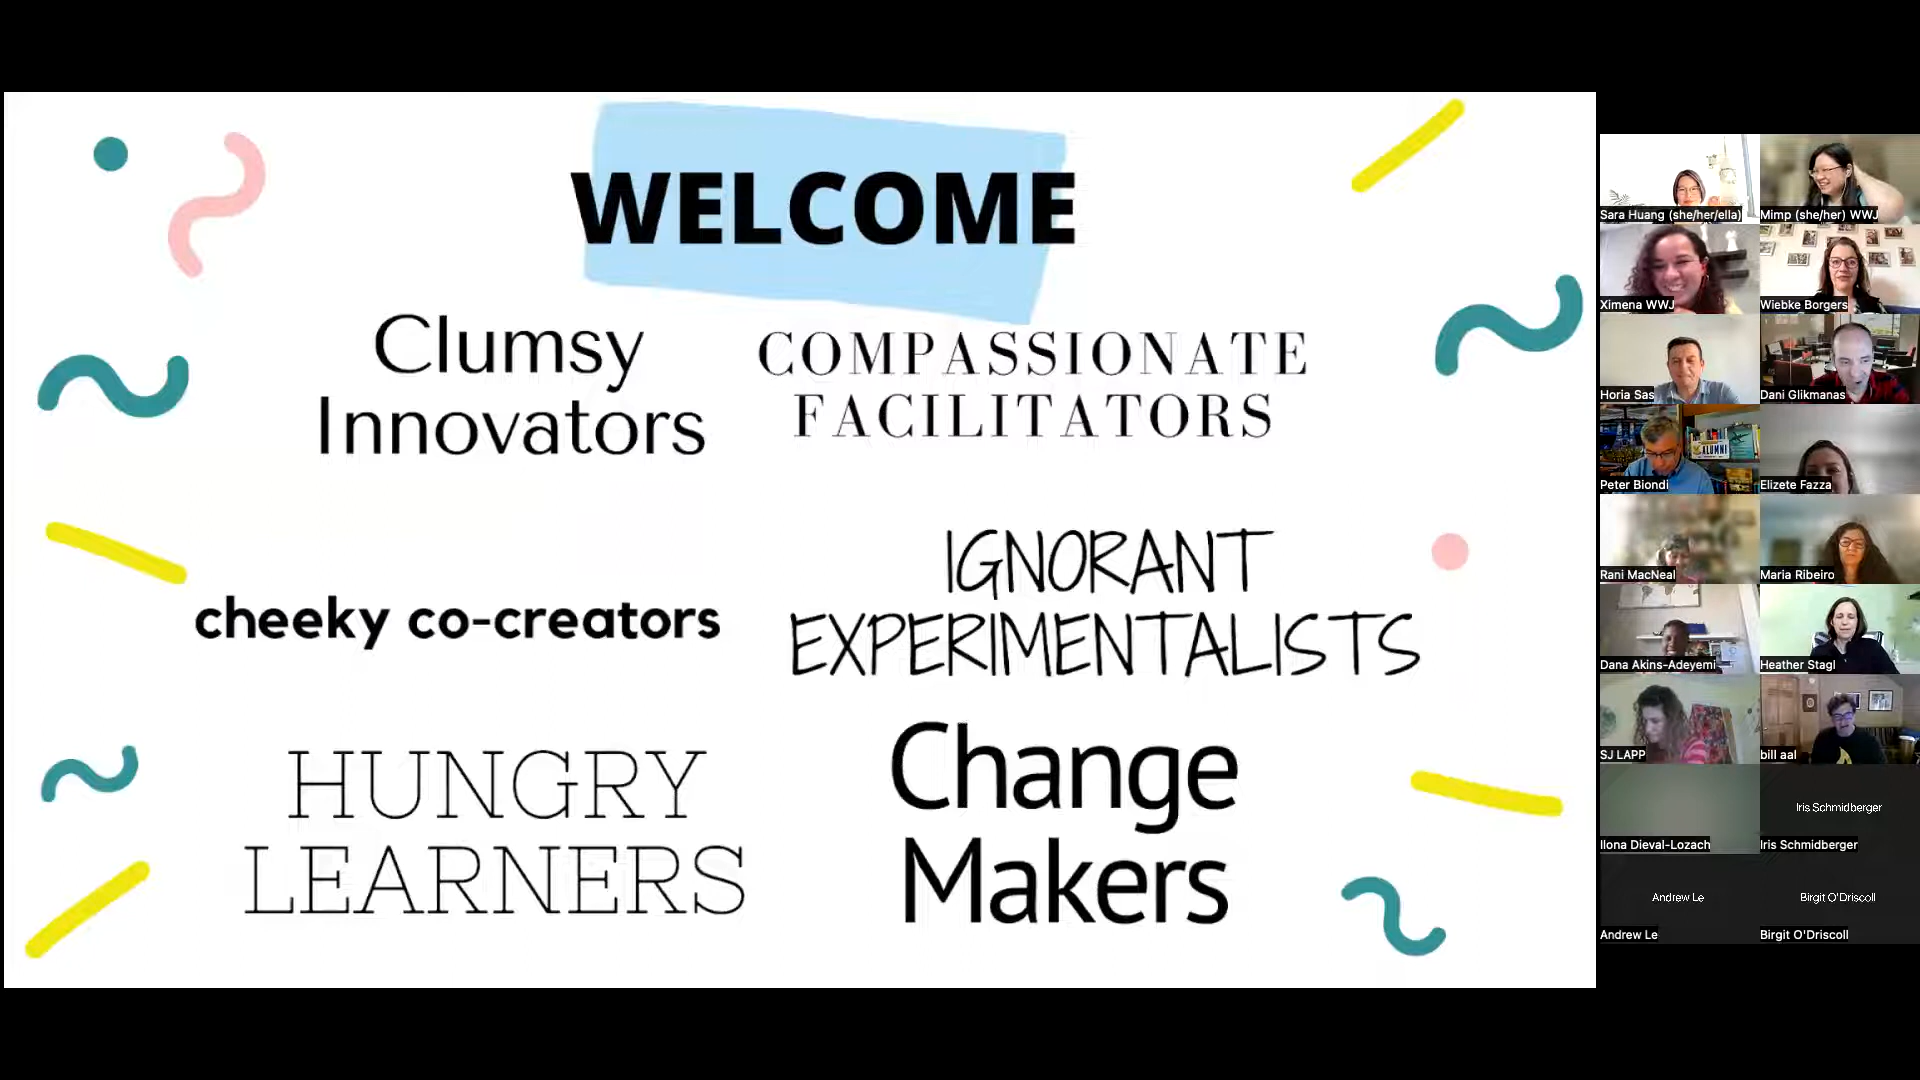 WELCOME
Clumsy
Innovators
COMPASSIONATE
FACILITATORS
cheeky co-creators
IGNORANT
EXPERIMENTALISTS
HUNGRY
LEARNERS
Change
Makers
Sara Huang (she/her/ella)
Mimp (she/her) WWJ
Ximena WWJ
Wiebke Borgers
Horia Sas
Dani Glikmanas
ALUMNI
Peter Biondi
Elizete Fazza
Rani MacNeal
Maria Ribeiro
Dana Akins-Adeyemi
Heather Stagl
SJ LAPP
bill aal
Ilona Dieval-Lozach
Iris Schmidberger
Iris Schmidberger
Andrew Le
Andrew Le
Birgit O'Driscoll
Birgit O'Driscoll